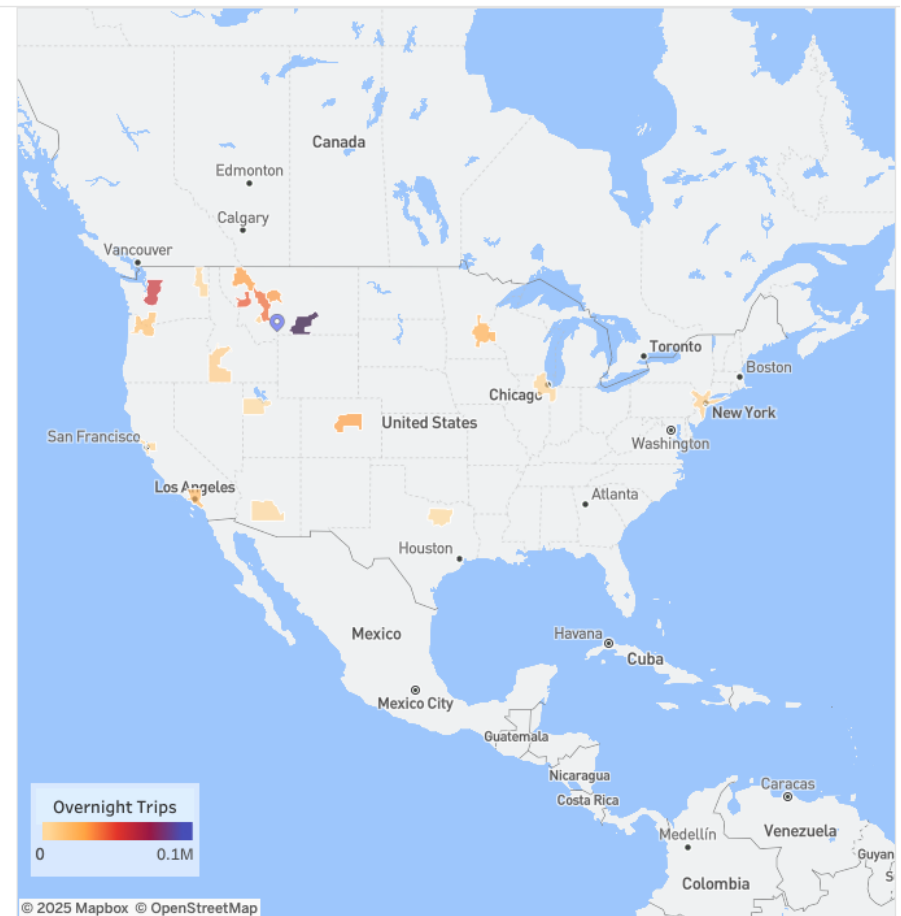 Canada
Edmonton
Calgary
Vancouver
Toronto
Boston
Chicago
New York
United States
San Francisco
Washington
Los Angeles
Atlanta
Houston
Mexico
Havana
Cuba
Mexico City
Guatemala
Nicaragua
Caracas
Costa Rica
Overnight Trips
Medellín
Venezuela
0
0.1M
Guyan
S
Colombia
© 2025 Mapbox © OpenStreetMap